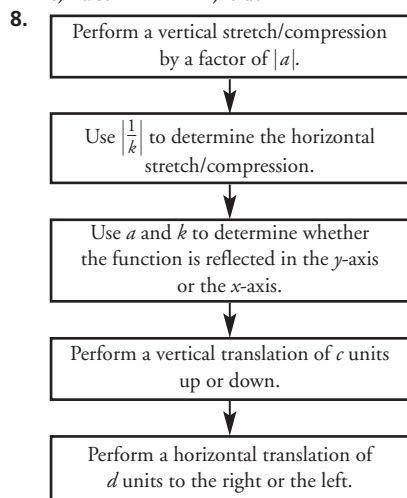 8.
Perform a vertical stretch/compression
by a factor of |a|.
Use |1/k| to determine the horizontal
stretch/compression.
Use a and k to determine whether
the function is reflected in the y-axis
or the x-axis.
Perform a vertical translation of c units
up or down.
Perform a horizontal translation of
d units to the right or the left.